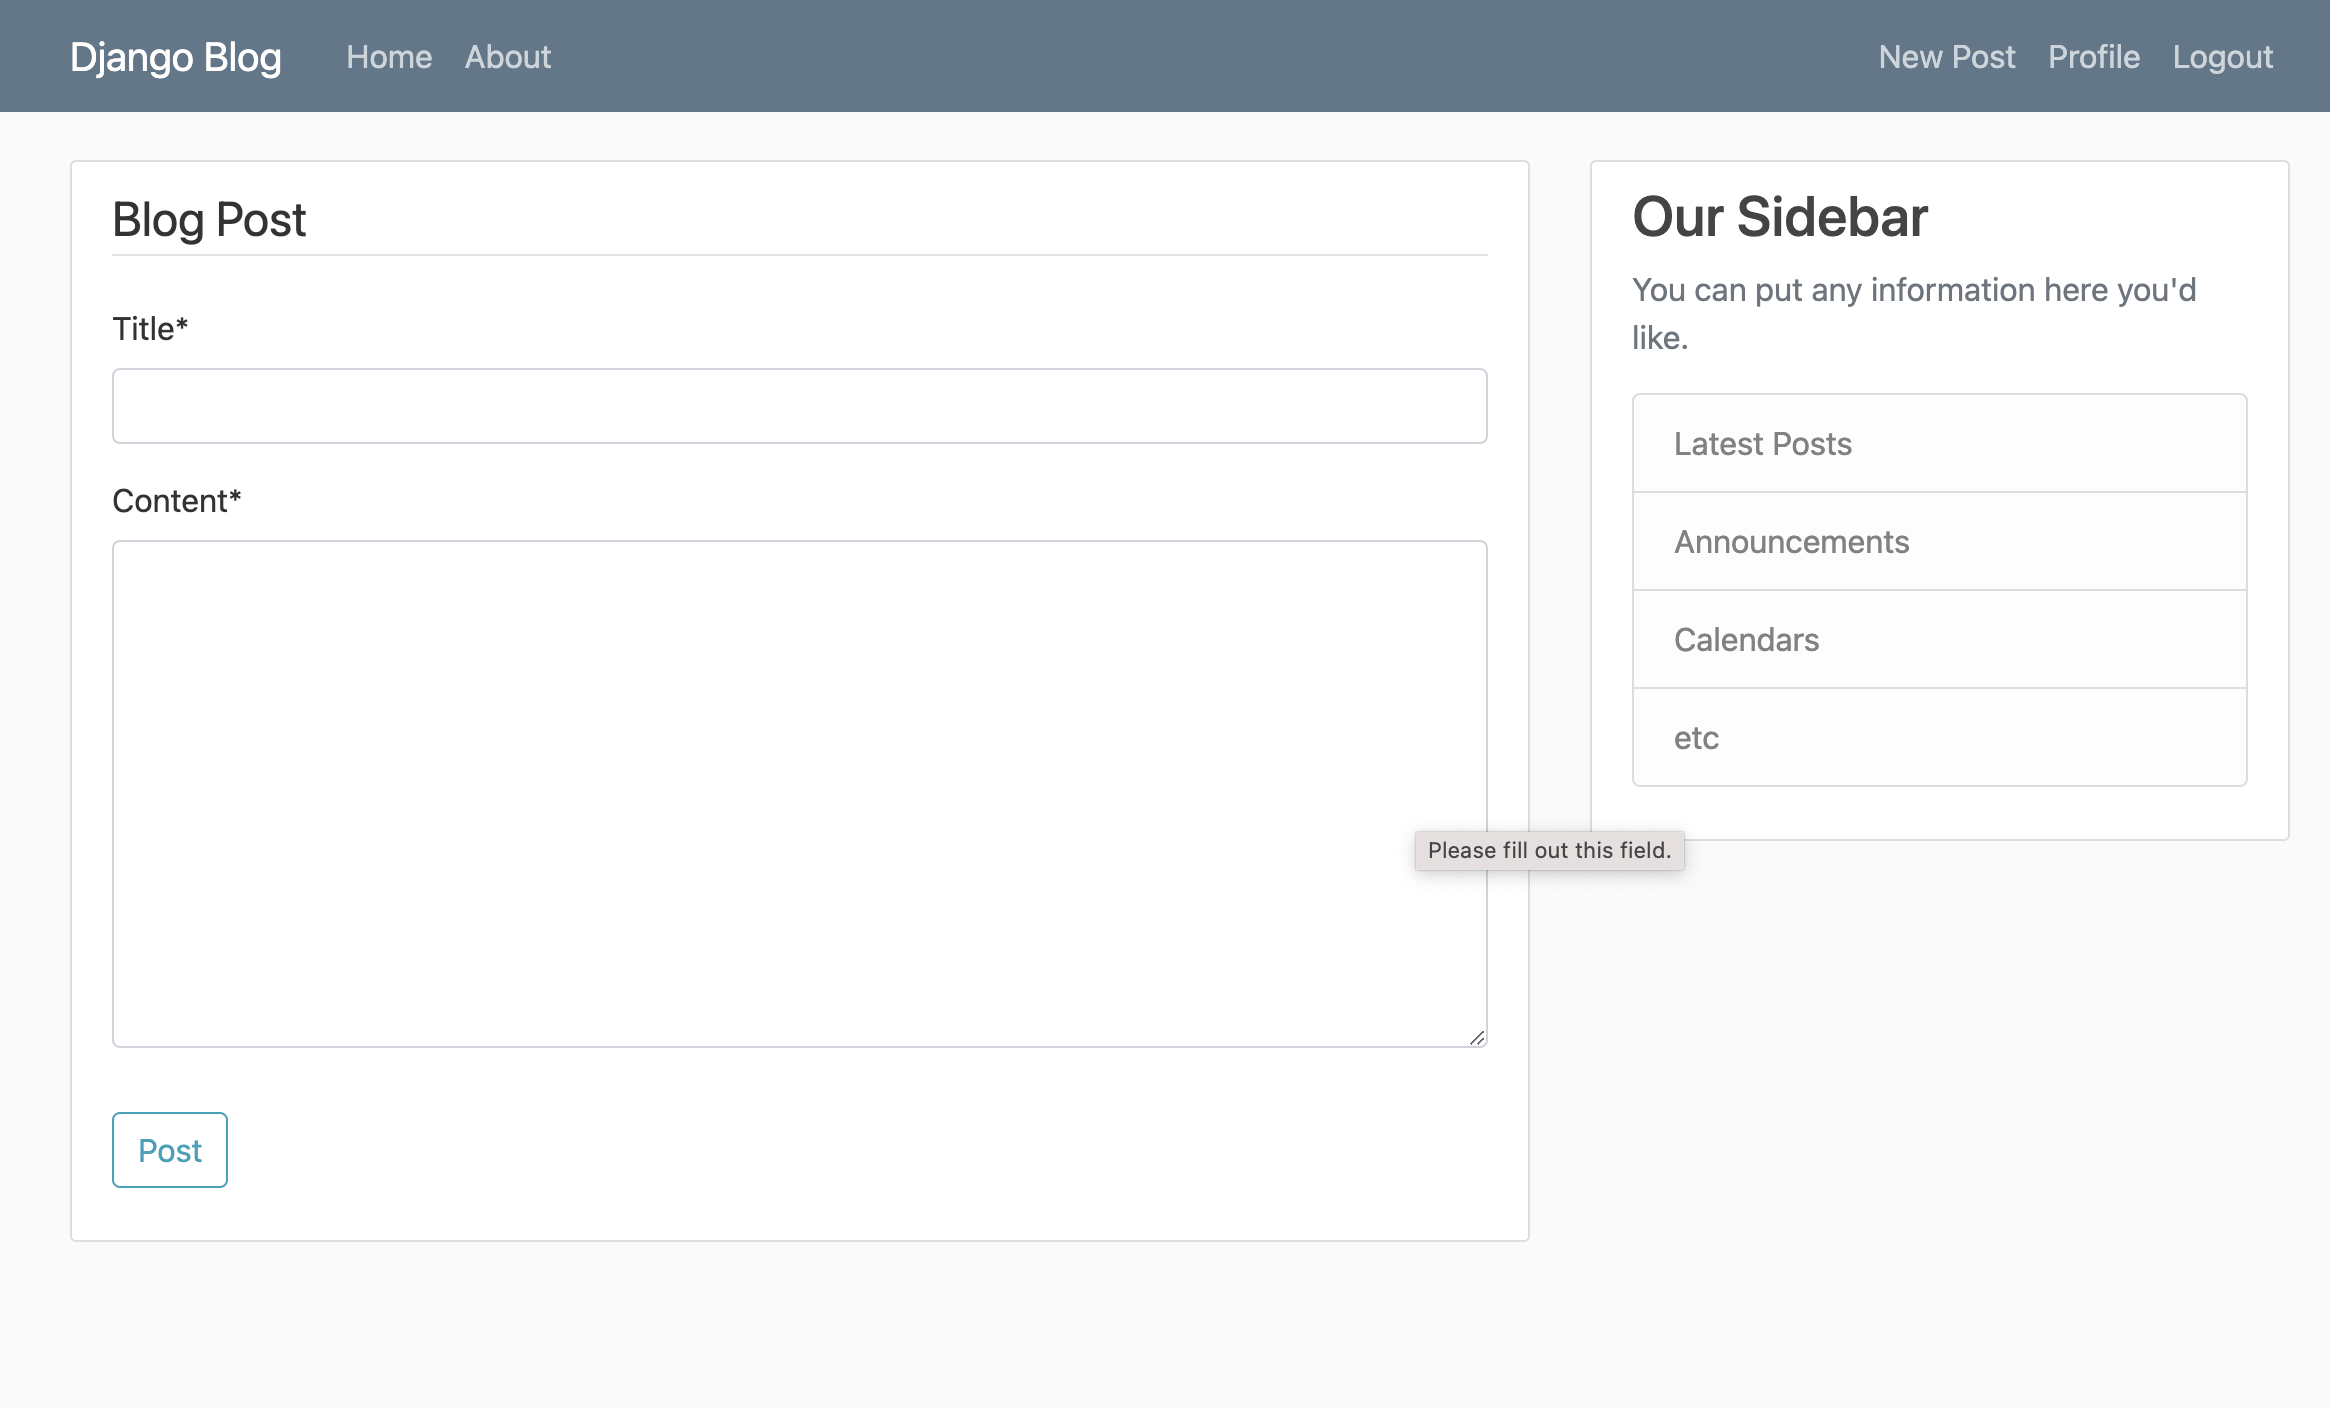 Django Blog Home About New Post Profile Logout
Blog Post
Title*
Content*
Please fill out this field.
Post
Our Sidebar
You can put any information here you'd
like.
Latest Posts
Announcements
Calendars
etc